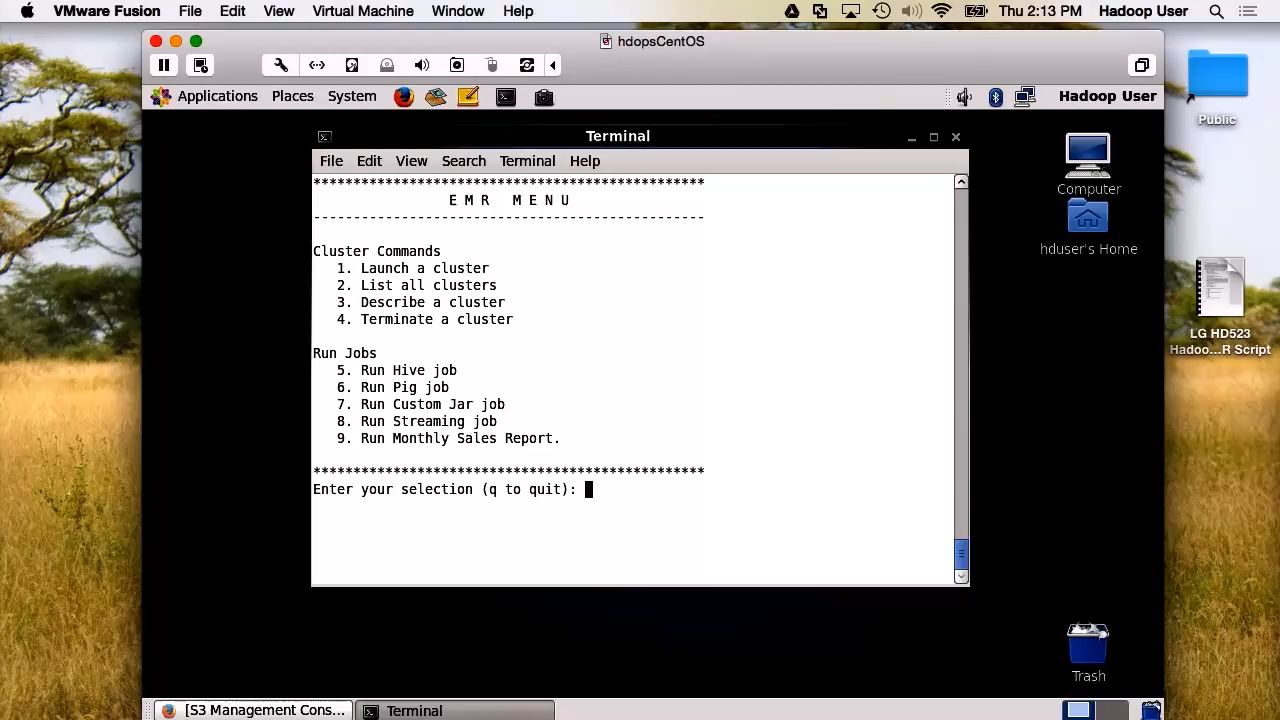 VMware Fusion File Edit View Virtual Machine Window Help Thu 2:13 PM Hadoop User
hdopsCentOS
Applications Places System Hadoop User
Public
Terminal
File Edit View Search Terminal Help
*************************************************
E M R   M E N U
-------------------------------------------------
Cluster Commands
1. Launch a cluster
2. List all clusters
3. Describe a cluster
4. Terminate a cluster
Run Jobs
5. Run Hive job
6. Run Pig job
7. Run Custom Jar job
8. Run Streaming job
9. Run Monthly Sales Report.
*************************************************
Enter your selection (q to quit):
Computer
hduser's Home
LG HD523
Hadoo...R Script
Trash
[S3 Management Cons... Terminal